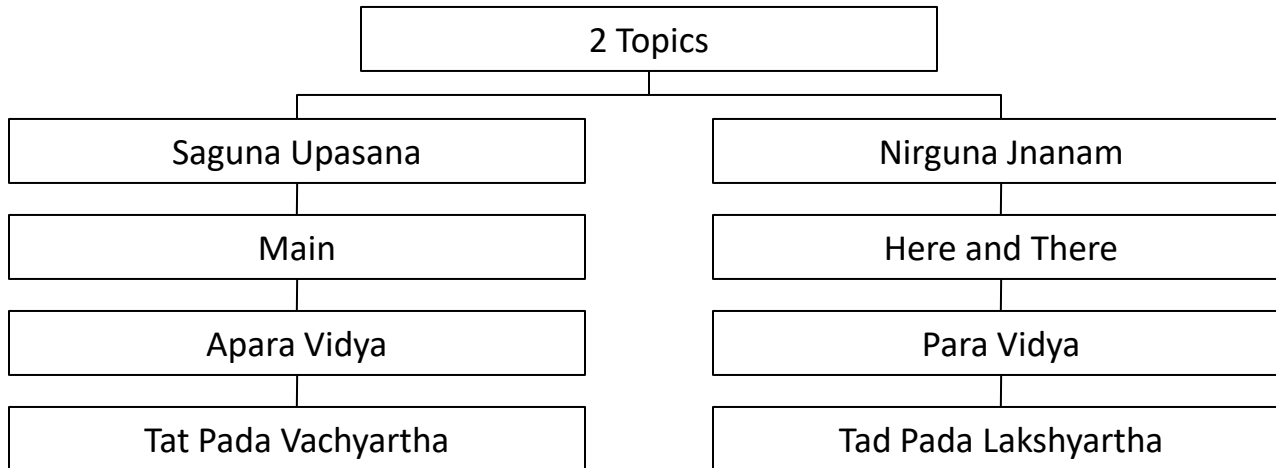 2 Topics
Saguna Upasana
Nirguna Jnanam
Main
Here and There
Apara Vidya
Para Vidya
Tat Pada Vachyartha
Tad Pada Lakshyartha